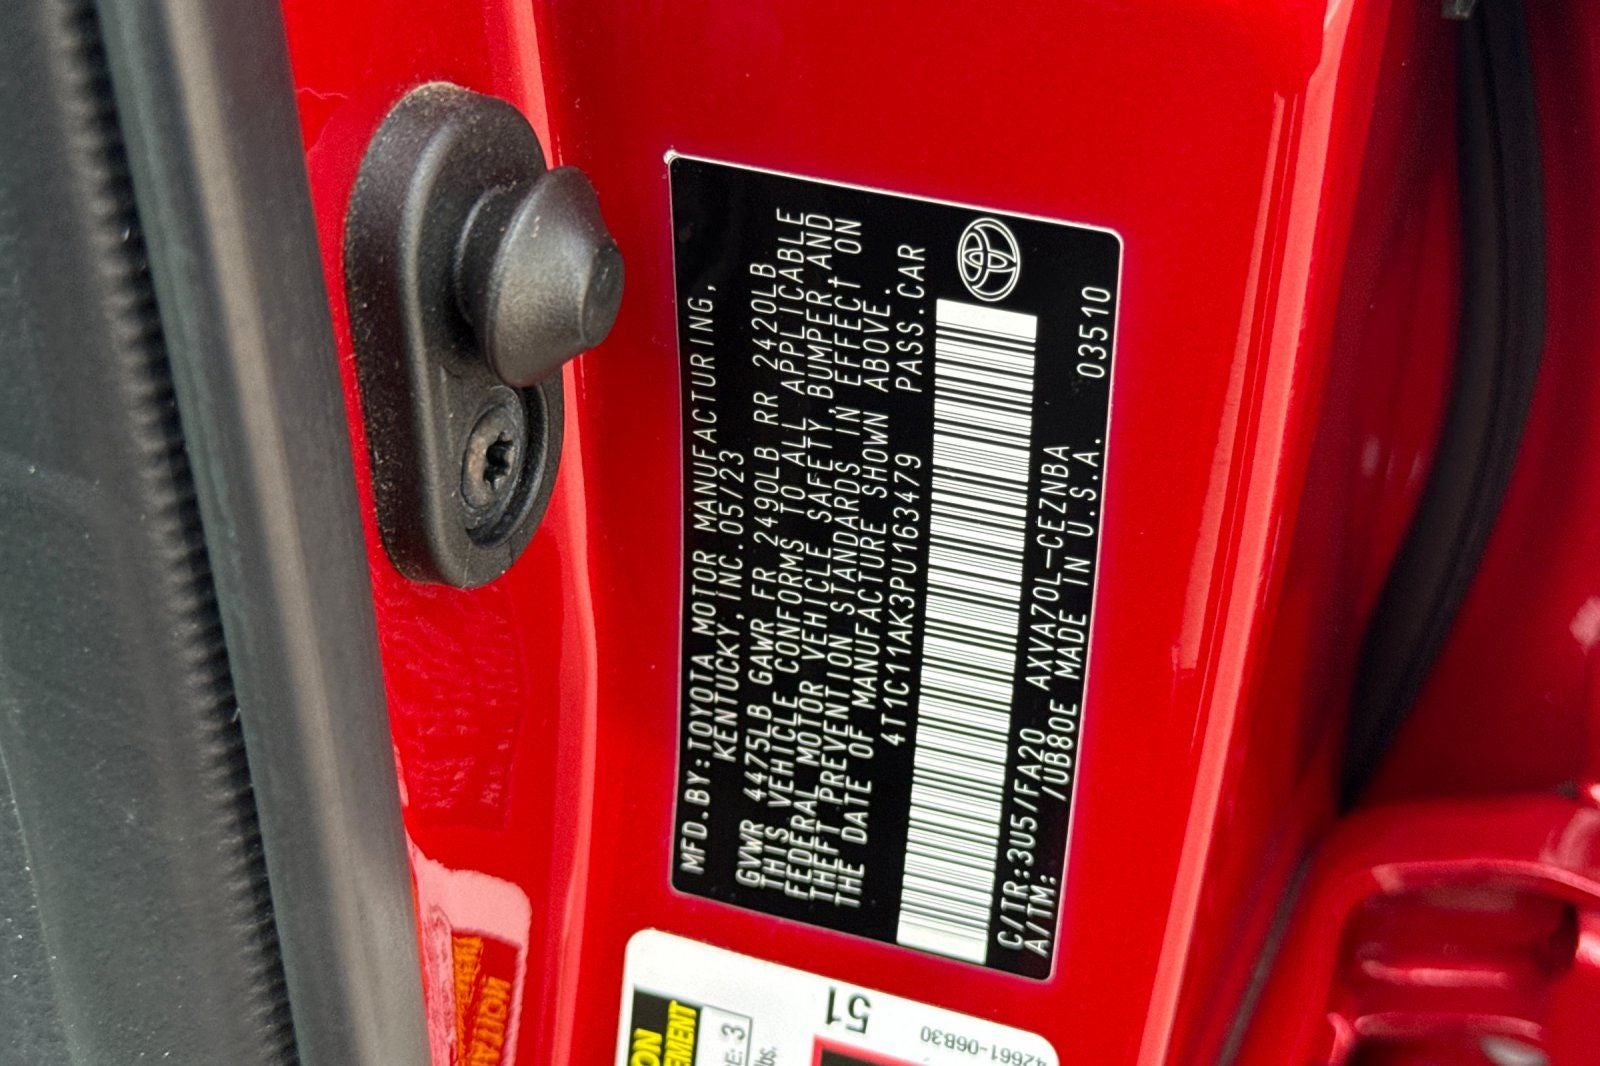 MFD.BY:TOYOTA MOTOR MANUFACTURING,
KENTUCKY, INC. 05/23
GVWR 4475LB GAWR FR 2490LB RR 2420LB
THIS VEHICLE CONFORMS TO ALL APPLICABLE
FEDERAL MOTOR VEHICLE SAFETY, BUMPER, AND
THEFT PREVENTION STANDARDS IN EFFECT ON
THE DATE OF MANUFACTURE SHOWN ABOVE.
4T1C11AK3PU163479 PASS.CAR
C/TR:3U5/FA20 AXVA70L-CEZNBA 03510
A/TM: /UB80E MADE IN U.S.A.
51
42661-06B30
3